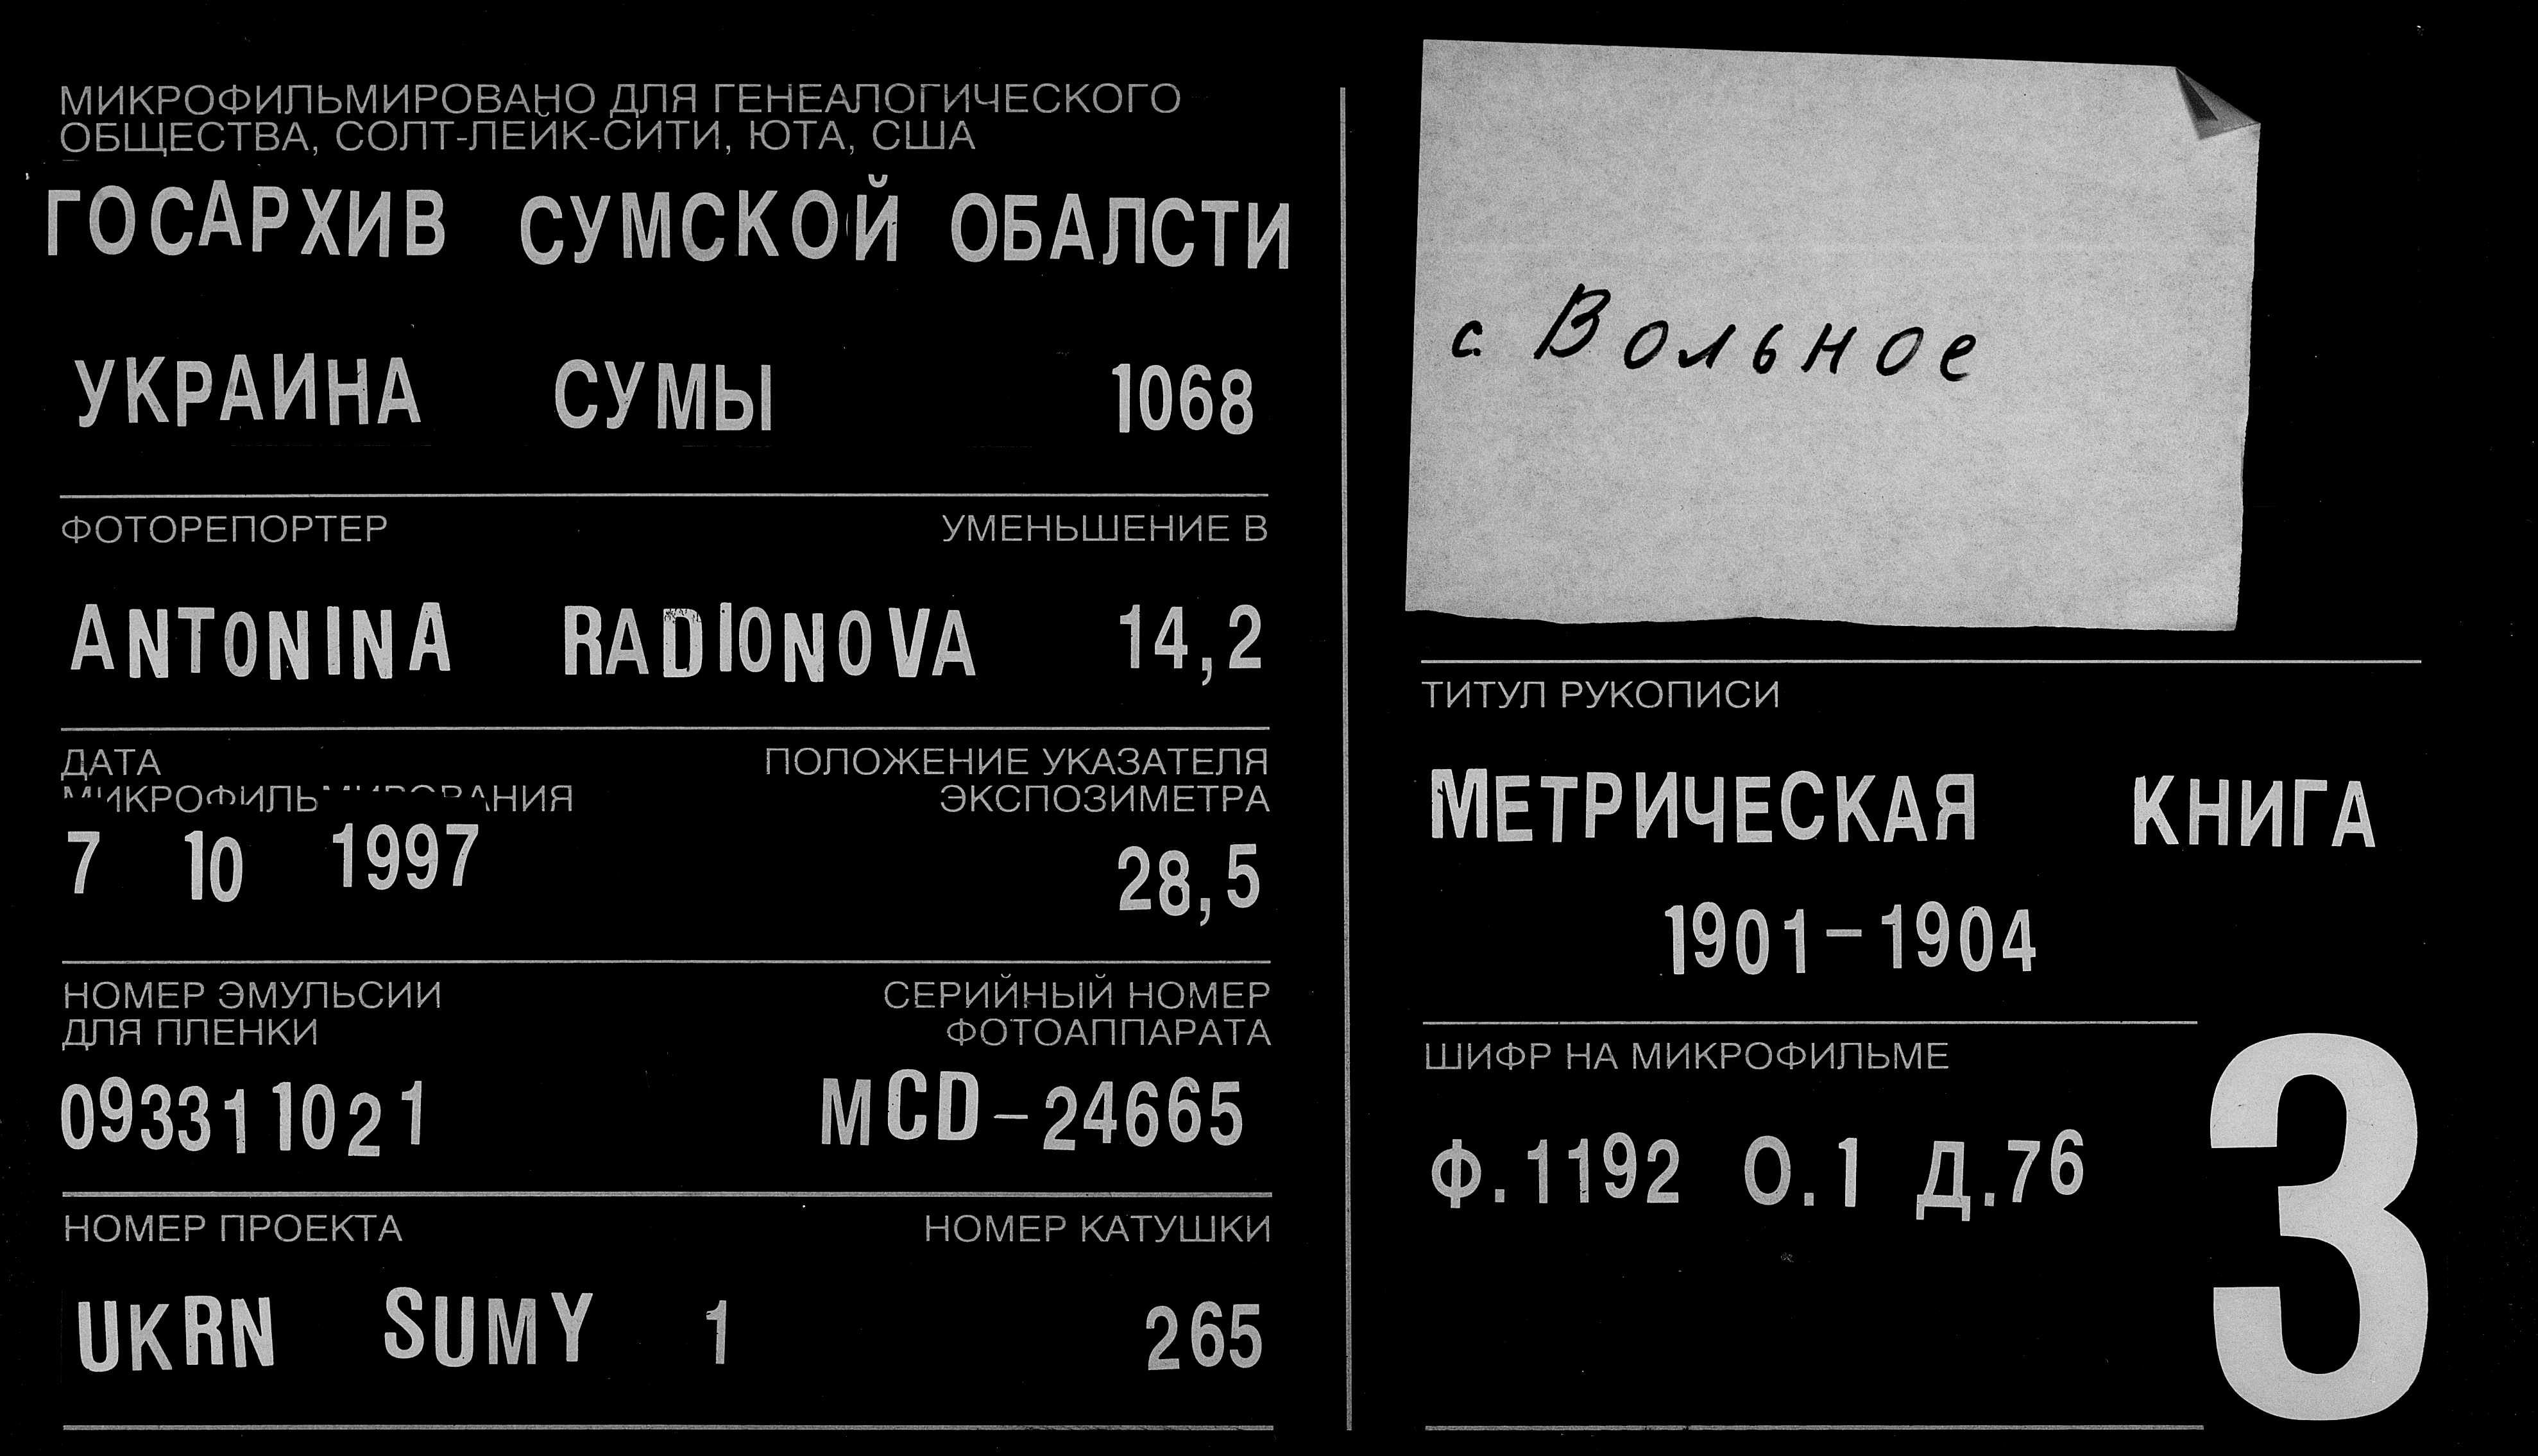 МИКРОФИЛЬМИРОВАНО ДЛЯ ГЕНЕАЛОГИЧЕСКОГО
ОБЩЕСТВА, СОЛТ-ЛЕЙК-СИТИ, ЮТА, США
ГОСАРХИВ СУМСКОЙ ОБАЛСТИ
УКРАИНА СУМЫ 1068
ФОТОРЕПОРТЕР УМЕНЬШЕНИЕ В
ANTONINA RADIONOVA 14,2
ДАТА
МИКРОФИЛЬМИРОВАНИЯ
ПОЛОЖЕНИЕ УКАЗАТЕЛЯ
ЭКСПОЗИМЕТРА
7 10 1997 28,5
НОМЕР ЭМУЛЬСИИ
ДЛЯ ПЛЕНКИ
СЕРИЙНЫЙ НОМЕР
ФОТОАППАРАТА
09331 1021 MCD-24665
НОМЕР ПРОЕКТА НОМЕР КАТУШКИ
UKRN SUMY 1 265
с. Вольное
ТИТУЛ РУКОПИСИ
МЕТРИЧЕСКАЯ КНИГА
1901-1904
ШИФР НА МИКРОФИЛЬМЕ
Ф.1192 О.1 Д.76
3